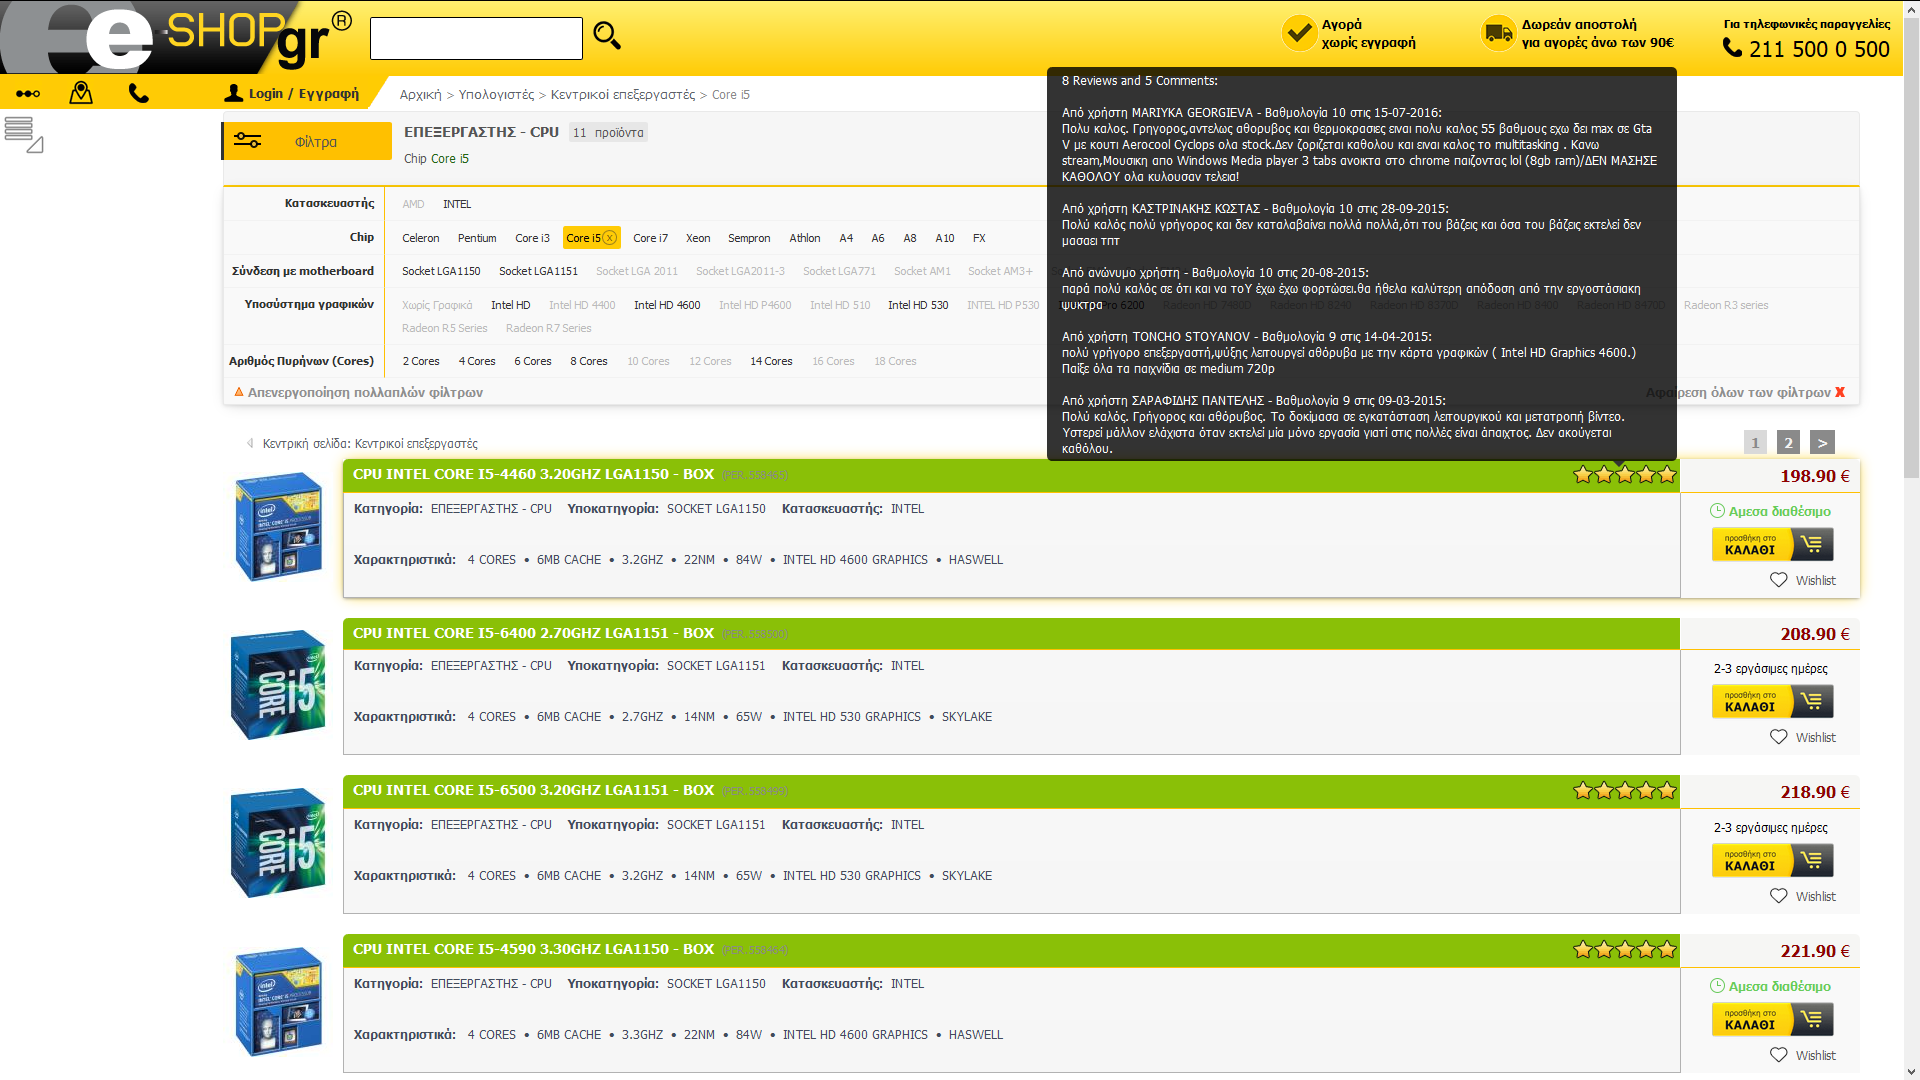 e-SHOP.gr®
Αγορά
χωρίς εγγραφή
Δωρεάν αποστολή
για αγορές άνω των 90€
Για τηλεφωνικές παραγγελίες
211 500 0 500
Login / Εγγραφή
Αρχική > Υπολογιστές > Κεντρικοί επεξεργαστές > Core i5
Φίλτρα
ΕΠΕΞΕΡΓΑΣΤΗΣ - CPU 11 προϊόντα
Chip Core i5
Κατασκευαστής AMD INTEL
Chip Celeron Pentium Core i3 Core i5 x Core i7 Xeon Sempron Athlon A4 A6 A8 A10 FX
Σύνδεση με motherboard Socket LGA1150 Socket LGA1151 Socket LGA 2011 Socket LGA2011-3 Socket LGA771 Socket AM1 Socket AM3+
Υποσύστημα γραφικών Χωρίς Γραφικά Intel HD Intel HD 4400 Intel HD 4600 Intel HD P4600 Intel HD 510 Intel HD 530 INTEL HD P530 Pro 6200 Radeon HD 7480D Radeon HD 8240 Radeon HD 8370D Radeon HD 8400 Radeon HD 8470D Radeon R3 series
Radeon R5 Series Radeon R7 Series
Αριθμός Πυρήνων (Cores) 2 Cores 4 Cores 6 Cores 8 Cores 10 Cores 12 Cores 14 Cores 16 Cores 18 Cores
Απενεργοποίηση πολλαπλών φίλτρων
Αφαίρεση όλων των φίλτρων X
8 Reviews and 5 Comments:
Από χρήστη MARIYKA GEORGIEVA - Βαθμολογία 10 στις 15-07-2016:
Πολυ καλος. Γρηγορος,αντελως αθορυβος και θερμοκρασιες ειναι πολυ καλος 55 βαθμους εχω δει max σε Gta
V με κουτι Aerocool Cyclops ολα stock.Δεν ζοριζεται καθολου και ειναι καλος το multitasking . Κανω
stream,Μουσικη απο Windows Media player 3 tabs ανοικτα στο chrome παιζοντας lol (8gb ram)/ΔΕΝ ΜΑΣΗΣΕ
ΚΑΘΟΛΟΥ ολα κυλουσαν τελεια!
Από χρήστη ΚΑΣΤΡΙΝΑΚΗΣ ΚΩΣΤΑΣ - Βαθμολογία 10 στις 28-09-2015:
Πολύ καλός πολύ γρήγορος και δεν καταλαβαίνει πολλά πολλά,ότι του βάζεις και όσα του βάζεις εκτελεί δεν
μασαει τπτ
Από ανώνυμο χρήστη - Βαθμολογία 10 στις 20-08-2015:
παρά πολύ καλός σε ότι και να τοΥ έχω έχω φορτώσει.θα ήθελα καλύτερη απόδοση από την εργοστάσιακη
ψυκτρα
Από χρήστη TONCHO STOYANOV - Βαθμολογία 9 στις 14-04-2015:
πολύ γρήγορο επεξεργαστή,ψύξης λειτουργεί αθόρυβα με την κάρτα γραφικών ( Intel HD Graphics 4600.)
Παίξε όλα τα παιχνίδια σε medium 720p
Από χρήστη ΣΑΡΑΦΙΔΗΣ ΠΑΝΤΕΛΗΣ - Βαθμολογία 9 στις 09-03-2015:
Πολύ καλός. Γρήγορος και αθόρυβος. Το δοκίμασα σε εγκατάσταση λειτουργικού και μετατροπή βίντεο.
Υστερεί μάλλον ελάχιστα όταν εκτελεί μία μόνο εργασία γιατί στις πολλές είναι άπαιχτος. Δεν ακούγεται
καθόλου.
Κεντρική σελίδα: Κεντρικοί επεξεργαστές
1 2 >
CPU INTEL CORE I5-4460 3.20GHZ LGA1150 - BOX (PER.558465)
198.90 €
Κατηγορία: ΕΠΕΞΕΡΓΑΣΤΗΣ - CPU Υποκατηγορία: SOCKET LGA1150 Κατασκευαστής: INTEL
Αμεσα διαθέσιμο
προσθήκη στο
ΚΑΛΑΘΙ
Χαρακτηριστικά: 4 CORES • 6MB CACHE • 3.2GHZ • 22NM • 84W • INTEL HD 4600 GRAPHICS • HASWELL
Wishlist
CPU INTEL CORE I5-6400 2.70GHZ LGA1151 - BOX (PER.558500)
208.90 €
Κατηγορία: ΕΠΕΞΕΡΓΑΣΤΗΣ - CPU Υποκατηγορία: SOCKET LGA1151 Κατασκευαστής: INTEL
2-3 εργάσιμες ημέρες
προσθήκη στο
ΚΑΛΑΘΙ
Χαρακτηριστικά: 4 CORES • 6MB CACHE • 2.7GHZ • 14NM • 65W • INTEL HD 530 GRAPHICS • SKYLAKE
Wishlist
CPU INTEL CORE I5-6500 3.20GHZ LGA1151 - BOX (PER.558499)
218.90 €
Κατηγορία: ΕΠΕΞΕΡΓΑΣΤΗΣ - CPU Υποκατηγορία: SOCKET LGA1151 Κατασκευαστής: INTEL
2-3 εργάσιμες ημέρες
προσθήκη στο
ΚΑΛΑΘΙ
Χαρακτηριστικά: 4 CORES • 6MB CACHE • 3.2GHZ • 14NM • 65W • INTEL HD 530 GRAPHICS • SKYLAKE
Wishlist
CPU INTEL CORE I5-4590 3.30GHZ LGA1150 - BOX (PER.558464)
221.90 €
Κατηγορία: ΕΠΕΞΕΡΓΑΣΤΗΣ - CPU Υποκατηγορία: SOCKET LGA1150 Κατασκευαστής: INTEL
Αμεσα διαθέσιμο
προσθήκη στο
ΚΑΛΑΘΙ
Χαρακτηριστικά: 4 CORES • 6MB CACHE • 3.3GHZ • 22NM • 84W • INTEL HD 4600 GRAPHICS • HASWELL
Wishlist